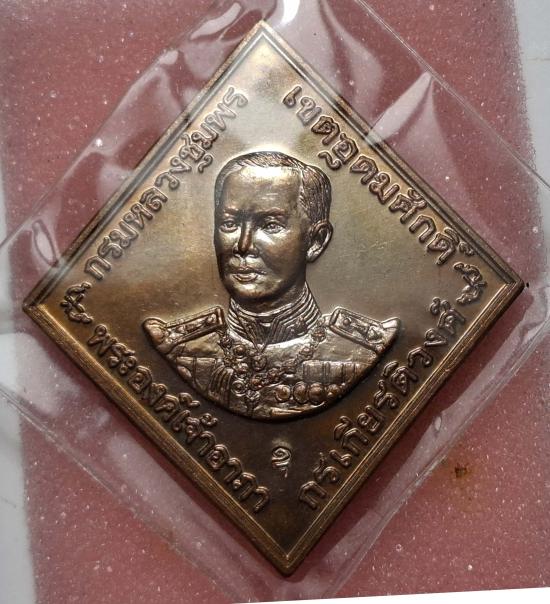 กรมหลวงชุมพร
เขตอุดมศักดิ์
พระองค์เจ้าอาภา
กรเกียรติวงศ์